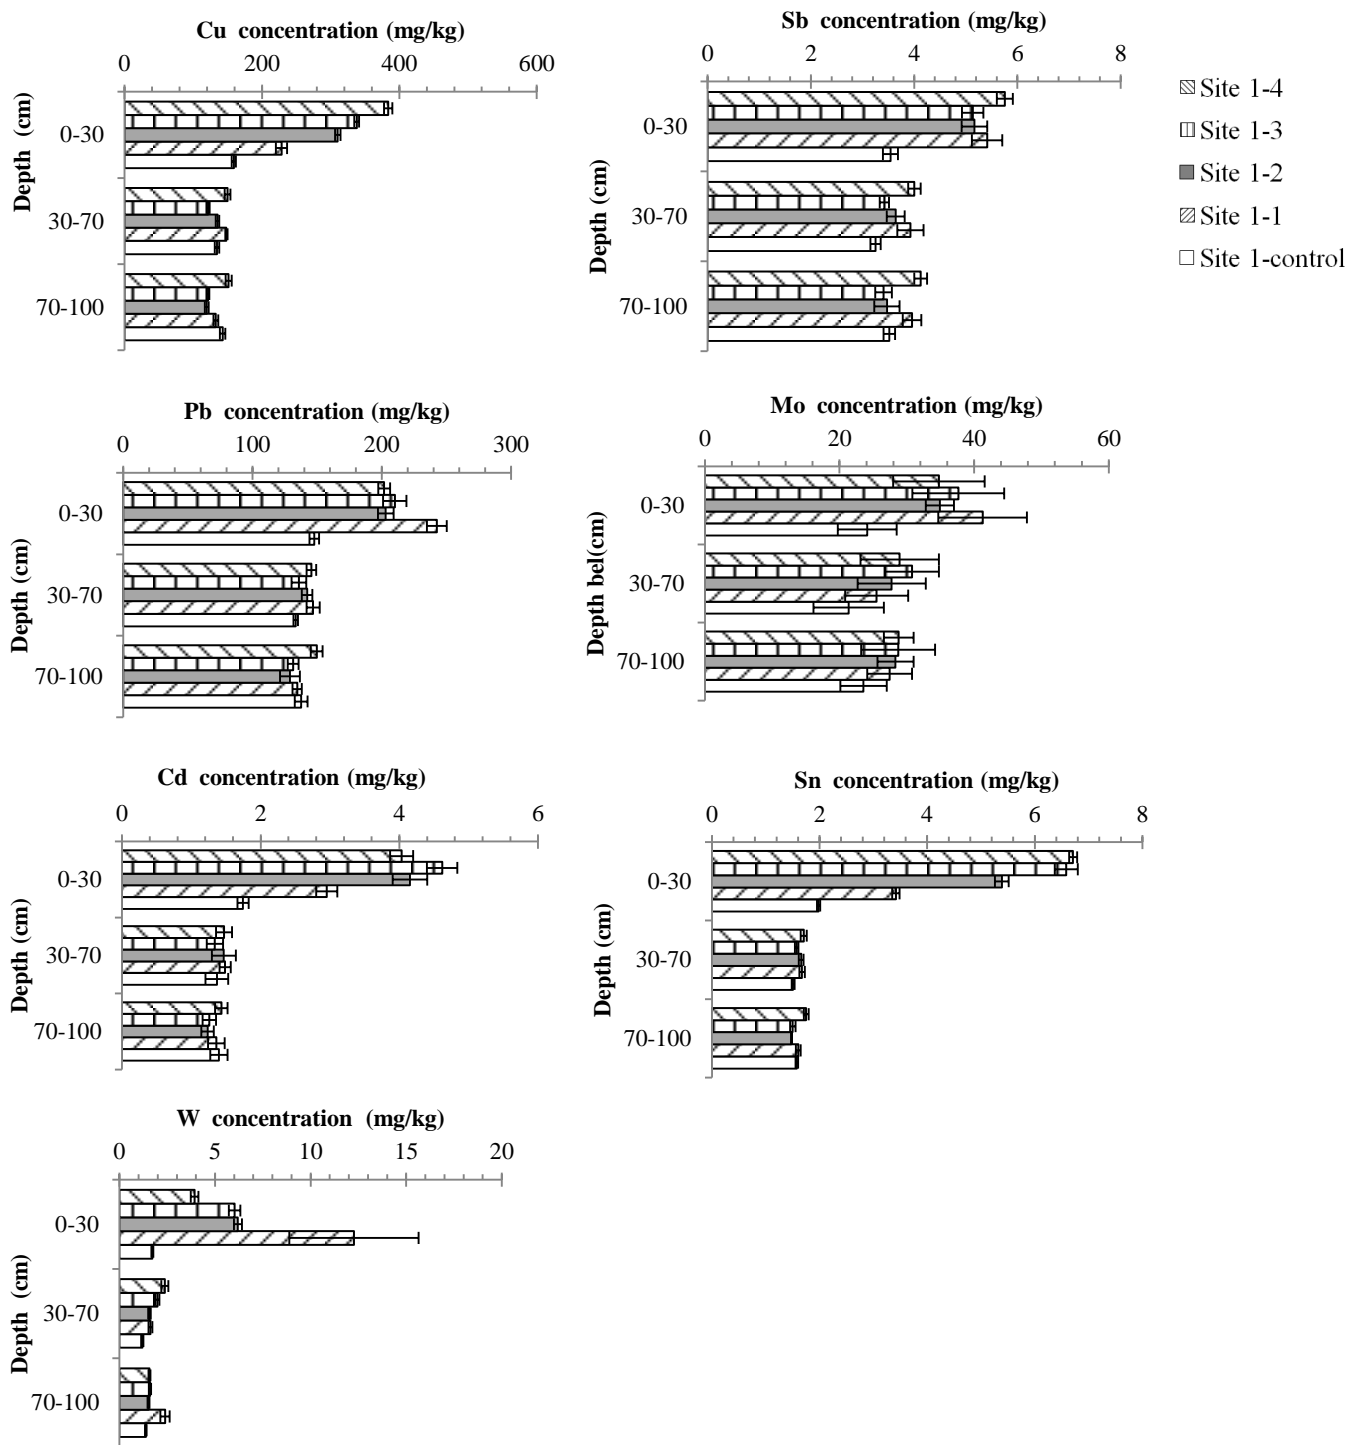 Cu concentration (mg/kg)
0 200 400 600
Depth (cm)
0-30
30-70
70-100
Sb concentration (mg/kg)
0 2 4 6 8
Depth (cm)
0-30
30-70
70-100
Site 1-4
Site 1-3
Site 1-2
Site 1-1
Site 1-control
Pb concentration (mg/kg)
0 100 200 300
Depth (cm)
0-30
30-70
70-100
Mo concentration (mg/kg)
0 20 40 60
Depth bel(cm)
0-30
30-70
70-100
Cd concentration (mg/kg)
0 2 4 6
Depth (cm)
0-30
30-70
70-100
Sn concentration (mg/kg)
0 2 4 6 8
Depth (cm)
0-30
30-70
70-100
W concentration (mg/kg)
0 5 10 15 20
Depth (cm)
0-30
30-70
70-100